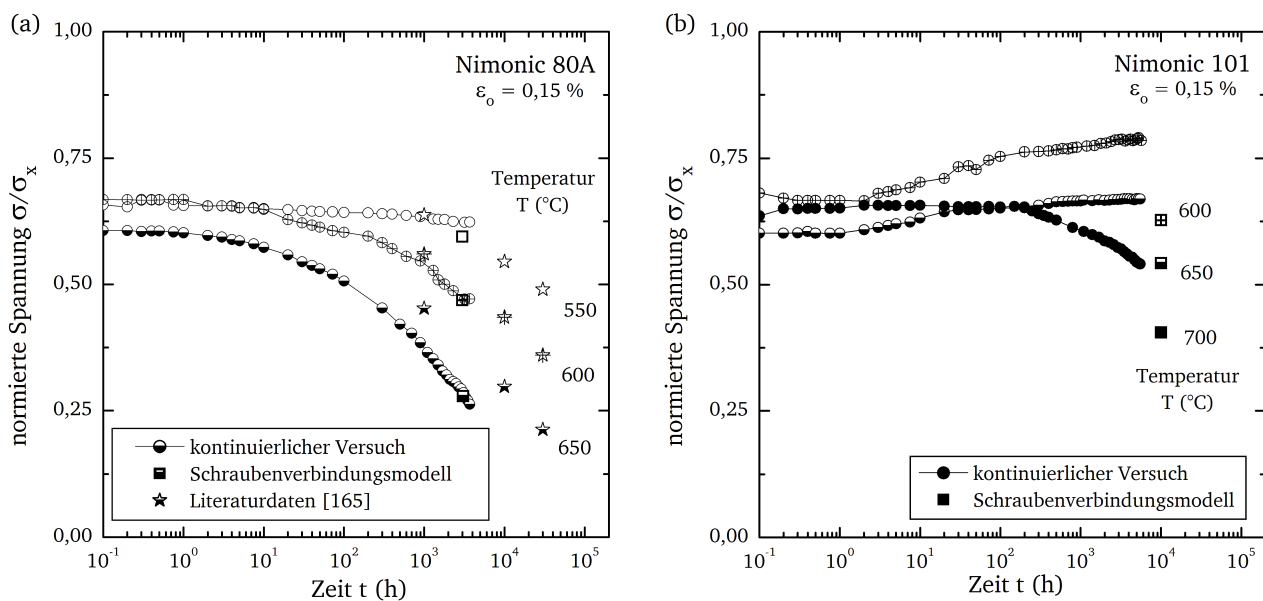 (a)
1,00
0,75
0,50
0,25
0,00
normierte Spannung σ/σx
Nimonic 80A
εo = 0,15 %
Temperatur
T (°C)
550
600
650
kontinuierlicher Versuch
Schraubenverbindungsmodell
Literaturdaten [165]
10⁻¹ 10⁰ 10¹ 10² 10³ 10⁴ 10⁵
Zeit t (h)
(b)
1,00
0,75
0,50
0,25
0,00
normierte Spannung σ/σx
Nimonic 101
εo = 0,15 %
600
650
700
Temperatur
T (°C)
kontinuierlicher Versuch
Schraubenverbindungsmodell
10⁻¹ 10⁰ 10¹ 10² 10³ 10⁴ 10⁵
Zeit t (h)